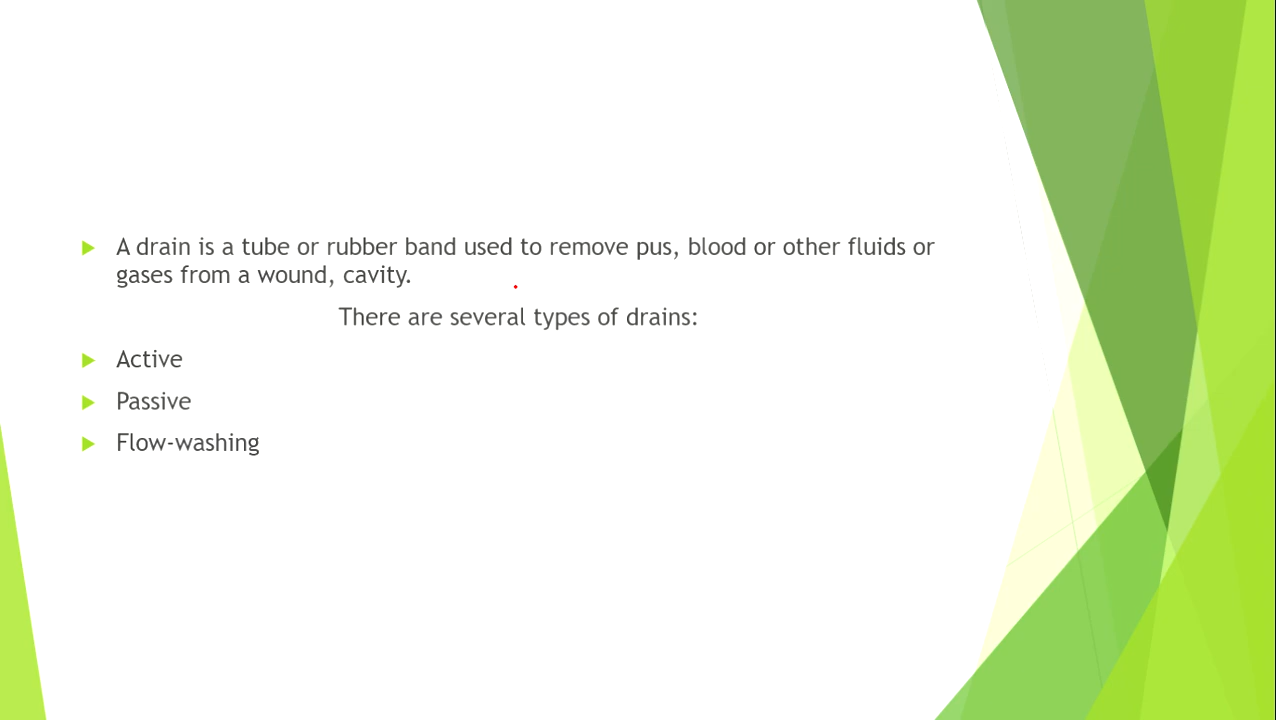 A drain is a tube or rubber band used to remove pus, blood or other fluids or
gases from a wound, cavity.
There are several types of drains:
Active
Passive
Flow-washing